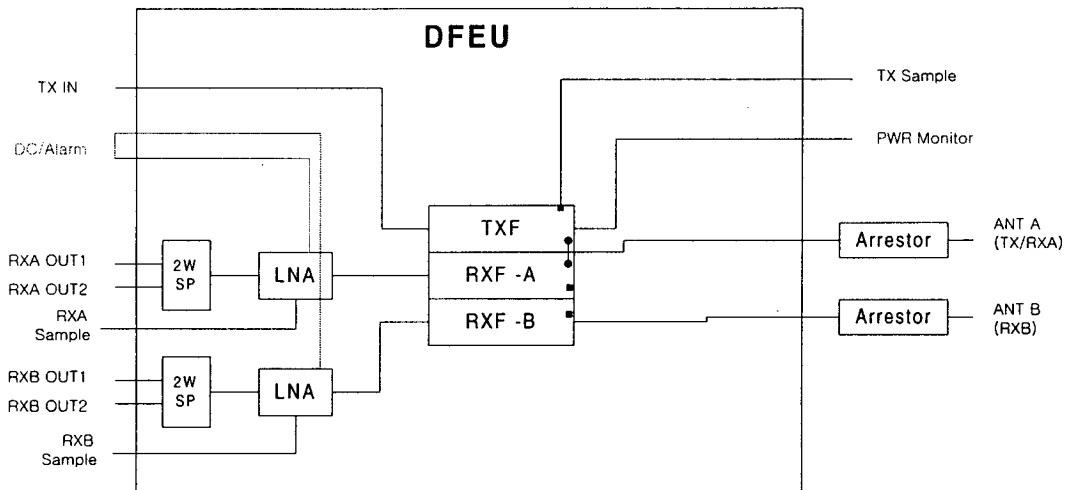 DFEU
TX IN
TX Sample
DC/Alarm
PWR Monitor
TXF
ANT A
(TX/RXA)
Arrestor
RXA OUT1
RXA OUT2
2W
SP
LNA
RXF -A
RXA
Sample
RXF -B
Arrestor
ANT B
(RXB)
RXB OUT1
RXB OUT2
2W
SP
LNA
RXB
Sample